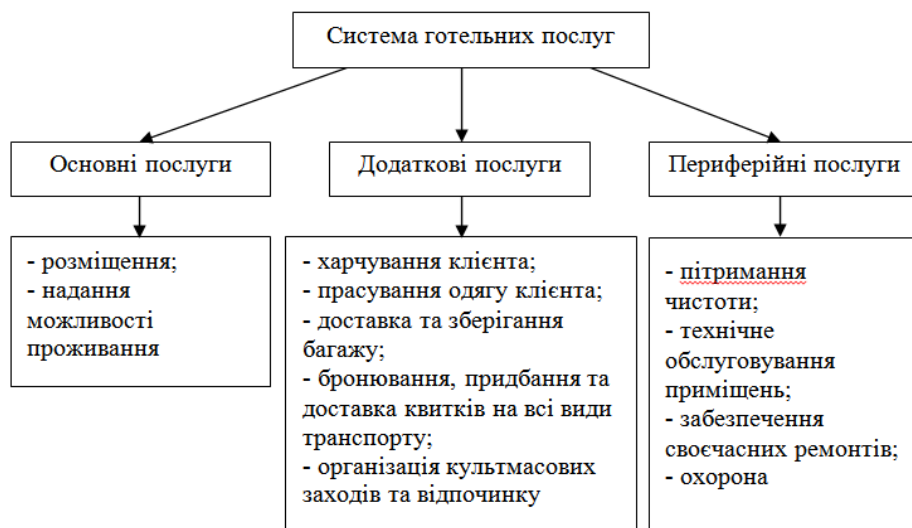 Система готельних послуг
Основні послуги
Додаткові послуги
Периферійні послуги
- розміщення;
- надання
можливості
проживання
- харчування клієнта;
- прасування одягу клієнта;
- доставка та зберігання
багажу;
- бронювання, придбання та
доставка квитків на всі види
транспорту;
- організація культмасових
заходів та відпочинку
- пітримання
чистоти;
- технічне
обслуговування
приміщень;
- забезпечення
своєчасних ремонтів;
- охорона